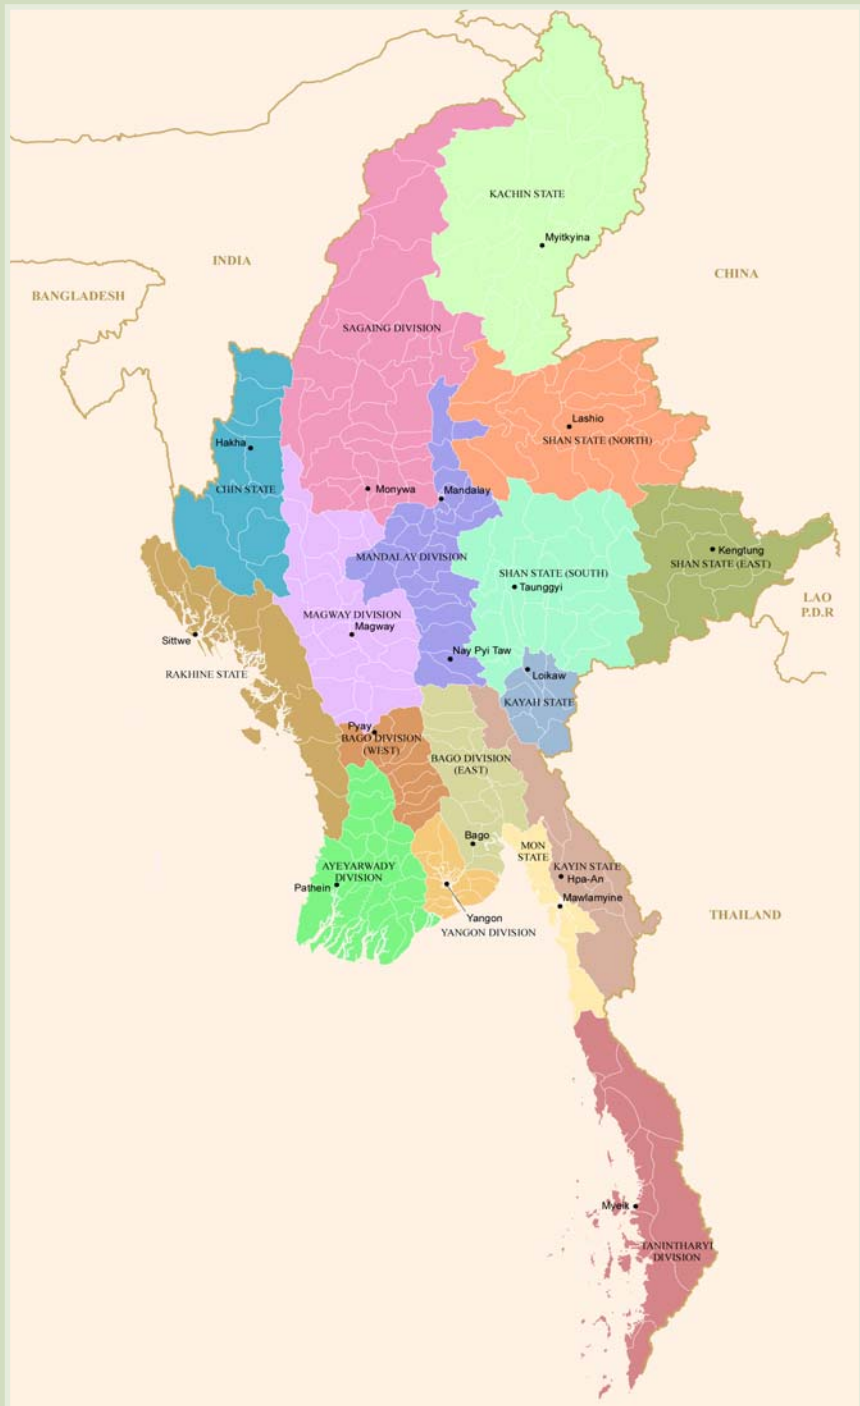 KACHIN STATE
Myitkyina
INDIA
CHINA
BANGLADESH
SAGAING DIVISION
Lashio
SHAN STATE (NORTH)
Hakha
CHIN STATE
Monywa
Mandalay
MANDALAY DIVISION
Kengtung
SHAN STATE (EAST)
SHAN STATE (SOUTH)
Taunggyi
LAO
P.D.R
MAGWAY DIVISION
Magway
Sittwe
Nay Pyi Taw
RAKHINE STATE
Loikaw
KAYAH STATE
Pyay
BAGO DIVISION
(WEST)
BAGO DIVISION
(EAST)
Bago
MON
STATE
AYEYARWADY
DIVISION
KAYIN STATE
Hpa-An
Pathein
Mawlamyine
Yangon
YANGON DIVISION
THAILAND
Myeik
TANINTHARYI
DIVISION